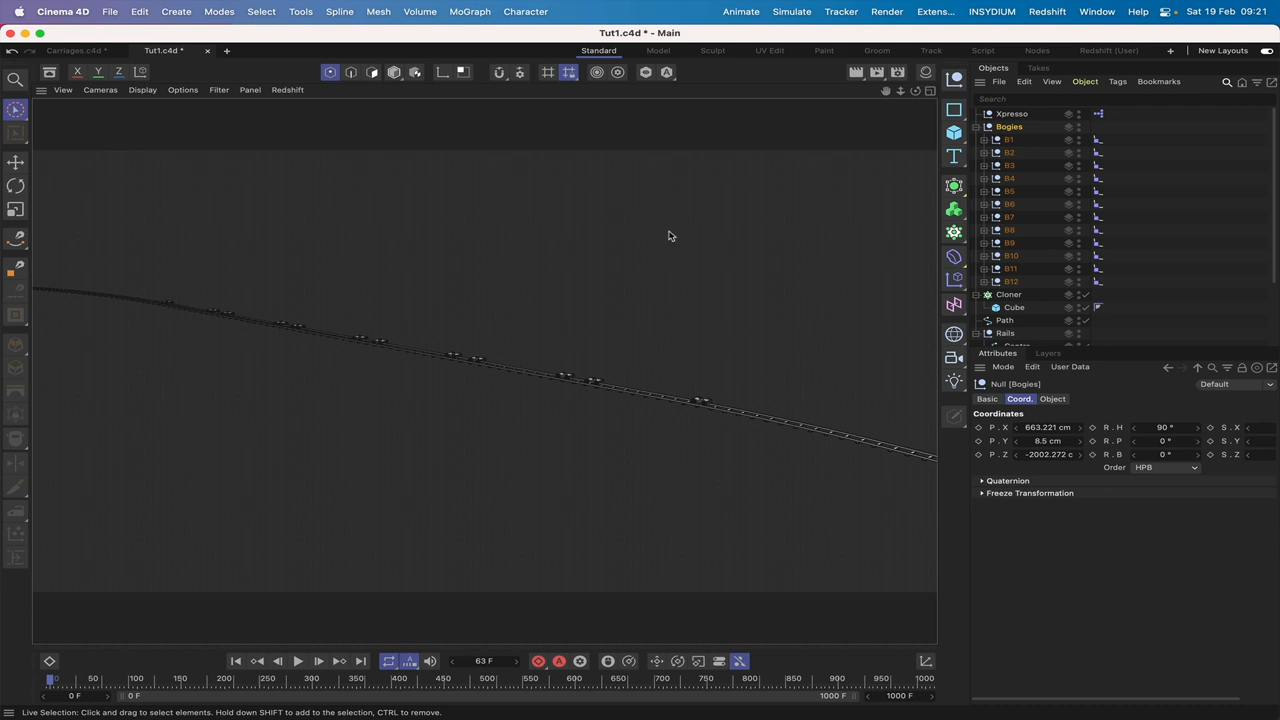 Cinema 4D File Edit Create Modes Select Tools Spline Mesh Volume MoGraph Character Animate Simulate Tracker Render Extens... INSYDIUM Redshift Window Help Sat 19 Feb 09:21
Tut1.c4d * - Main
Carriages.c4d * Tut1.c4d * Standard Model Sculpt UV Edit Paint Groom Track Script Nodes Redshift (User) New Layouts
X Y Z
View Cameras Display Options Filter Panel Redshift
Objects Takes
File Edit View Object Tags Bookmarks
Search
Xpresso
Bogies
B1
B2
B3
B4
B5
B6
B7
B8
B9
B10
B11
B12
Cloner
Cube
Path
Rails
Attributes Layers
Mode Edit User Data
Null [Bogies] Default
Basic Coord. Object
Coordinates
P . X 663.221 cm R . H 90 ° S . X
P . Y 8.5 cm R . P 0 ° S . Y
P . Z -2002.272 c R . B 0 ° S . Z
Order HPB
Quaternion
Freeze Transformation
63 F
50 100 150 200 250 300 350 400 450 500 550 600 650 700 750 800 850 900 950 1000
0 F 0 F 1000 F 1000 F
Live Selection: Click and drag to select elements. Hold down SHIFT to add to the selection, CTRL to remove.